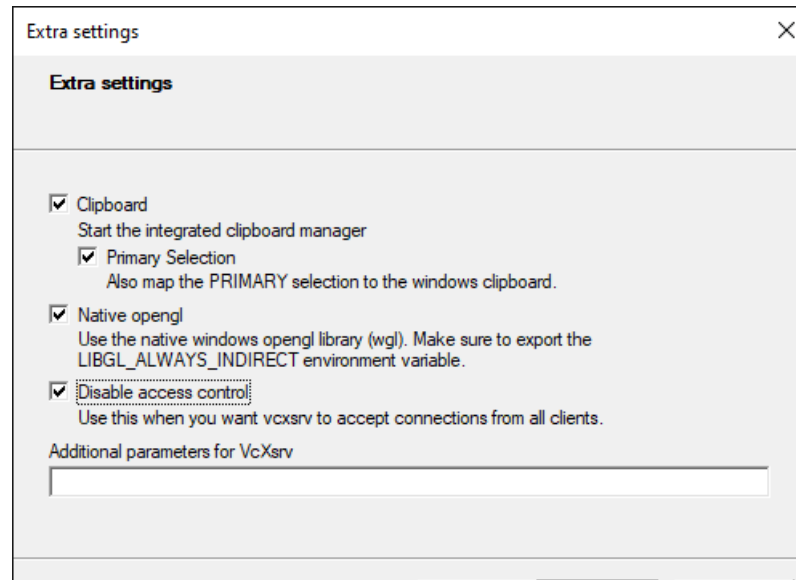 Extra settings
Extra settings
Clipboard
Start the integrated clipboard manager
Primary Selection
Also map the PRIMARY selection to the windows clipboard.
Native opengl
Use the native windows opengl library (wgl). Make sure to export the
LIBGL_ALWAYS_INDIRECT environment variable.
Disable access control
Use this when you want vcxsrv to accept connections from all clients.
Additional parameters for VcXsrv